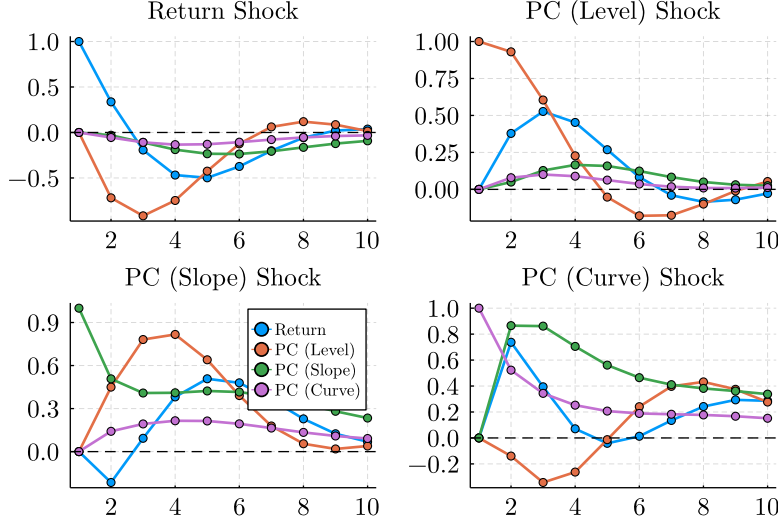 Return Shock
1.0
0.5
0.0
−0.5
2 4 6 8 10
PC (Level) Shock
1.00
0.75
0.50
0.25
0.00
2 4 6 8 10
PC (Slope) Shock
0.9
0.6
0.3
0.0
2 4 6 8 10
Return
PC (Level)
PC (Slope)
PC (Curve)
PC (Curve) Shock
1.0
0.8
0.6
0.4
0.2
0.0
−0.2
2 4 6 8 10